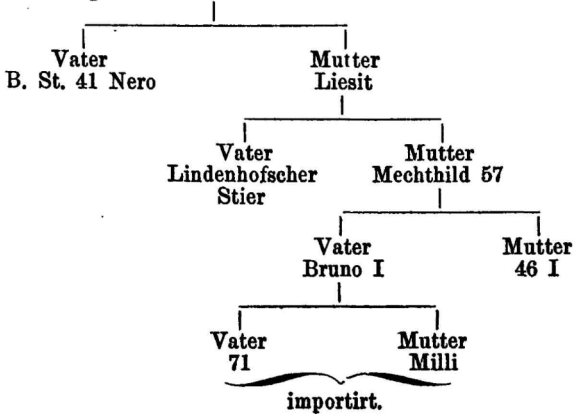 Vater Mutter
B. St. 41 Nero Liesit
Vater Mutter
Lindenhofscher Mechthild 57
Stier
Vater Mutter
Bruno I 46 I
Vater Mutter
71 Milli
importirt.